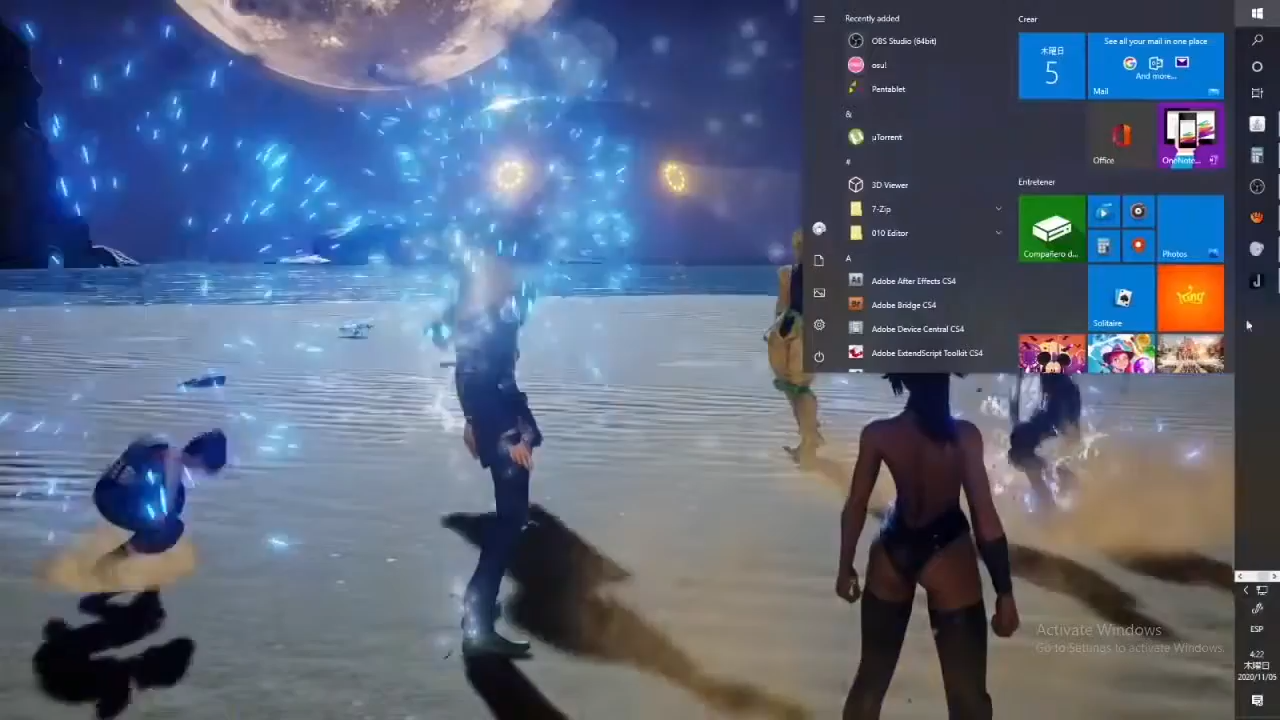 Recently added
OBS Studio (64bit)
osu!
Pentablet
&
µTorrent
#
3D Viewer
7-Zip
010 Editor
A
Adobe After Effects CS4
Adobe Bridge CS4
Adobe Device Central CS4
Adobe ExtendScript Toolkit CS4
Crear
木曜日
5
See all your mail in one place
And more...
Mail
Office
OneNote...
Entretener
Compañero d...
Photos
Solitaire
King
Activate Windows
Go to Settings to activate Windows.
ESP
4:22
木曜日
2020/11/05